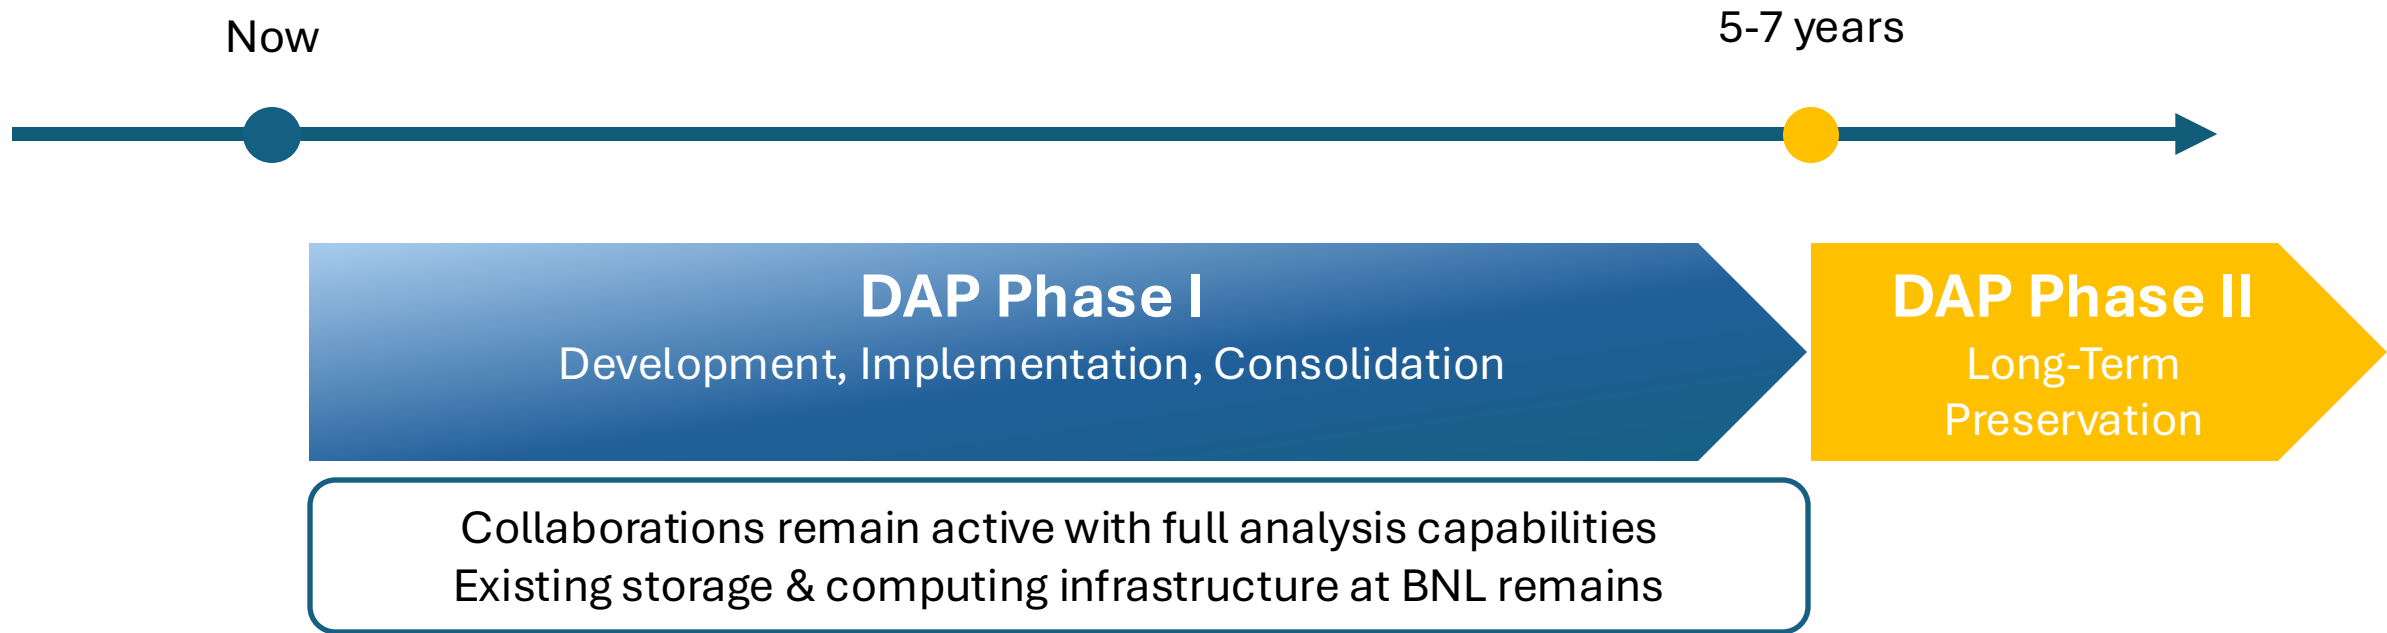 Now
5-7 years
DAP Phase I
Development, Implementation, Consolidation
DAP Phase II
Long-Term
Preservation
Collaborations remain active with full analysis capabilities
Existing storage & computing infrastructure at BNL remains